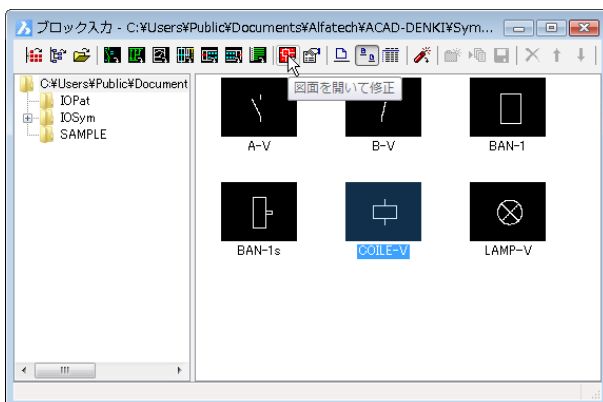 ブロック入力 - C:¥Users¥Public¥Documents¥Alfatech¥ACAD-DENKI¥Sym...
図面を開いて修正
C:¥Users¥Public¥Document
IOPat
IOSym
SAMPLE
A-V
B-V
BAN-1
BAN-1s
COILE-V
LAMP-V